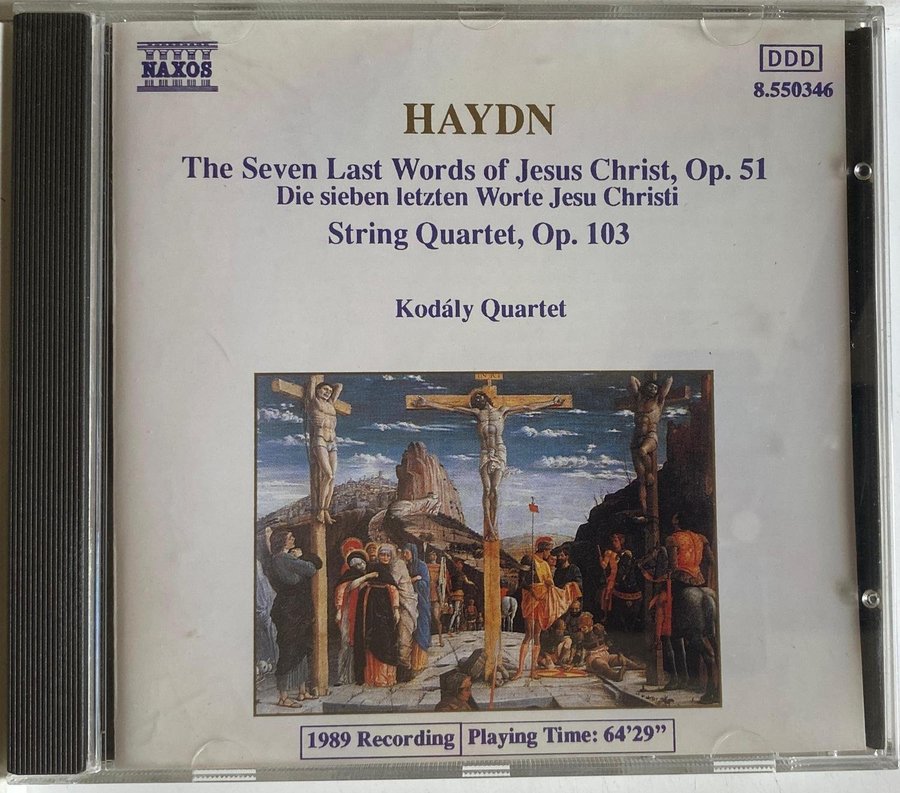 NAXOS
DDD
8.550346
HAYDN
The Seven Last Words of Jesus Christ, Op. 51
Die sieben letzten Worte Jesu Christi
String Quartet, Op. 103
Kodály Quartet
1989 Recording
Playing Time: 64'29"